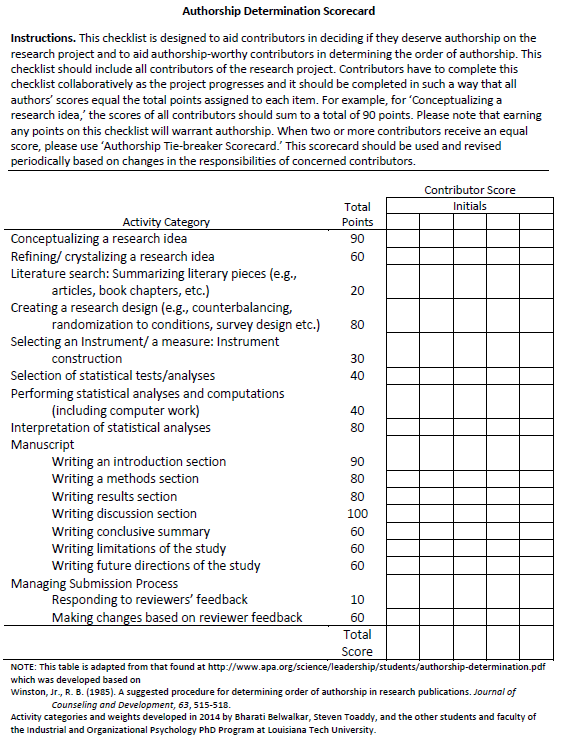 Authorship Determination Scorecard
Instructions. This checklist is designed to aid contributors in deciding if they deserve authorship on the
research project and to aid authorship-worthy contributors in determining the order of authorship. This
checklist should include all contributors of the research project. Contributors have to complete this
checklist collaboratively as the project progresses and it should be completed in such a way that all
authors' scores equal the total points assigned to each item. For example, for 'Conceptualizing a
research idea,' the scores of all contributors should sum to a total of 90 points. Please note that earning
any points on this checklist will warrant authorship. When two or more contributors receive an equal
score, please use 'Authorship Tie-breaker Scorecard.' This scorecard should be used and revised
periodically based on changes in the responsibilities of concerned contributors.
Contributor Score
Total Initials
Activity Category Points
Conceptualizing a research idea 90
Refining/ crystalizing a research idea 60
Literature search: Summarizing literary pieces (e.g.,
articles, book chapters, etc.) 20
Creating a research design (e.g., counterbalancing,
randomization to conditions, survey design etc.) 80
Selecting an Instrument/ a measure: Instrument
construction 30
Selection of statistical tests/analyses 40
Performing statistical analyses and computations
(including computer work) 40
Interpretation of statistical analyses 80
Manuscript
Writing an introduction section 90
Writing a methods section 80
Writing results section 80
Writing discussion section 100
Writing conclusive summary 60
Writing limitations of the study 60
Writing future directions of the study 60
Managing Submission Process
Responding to reviewers' feedback 10
Making changes based on reviewer feedback 60
Total
Score
NOTE: This table is adapted from that found at http://www.apa.org/science/leadership/students/authorship-determination.pdf
which was developed based on
Winston, Jr., R. B. (1985). A suggested procedure for determining order of authorship in research publications. Journal of
Counseling and Development, 63, 515-518.
Activity categories and weights developed in 2014 by Bharati Belwalkar, Steven Toaddy, and the other students and faculty of
the Industrial and Organizational Psychology PhD Program at Louisiana Tech University.